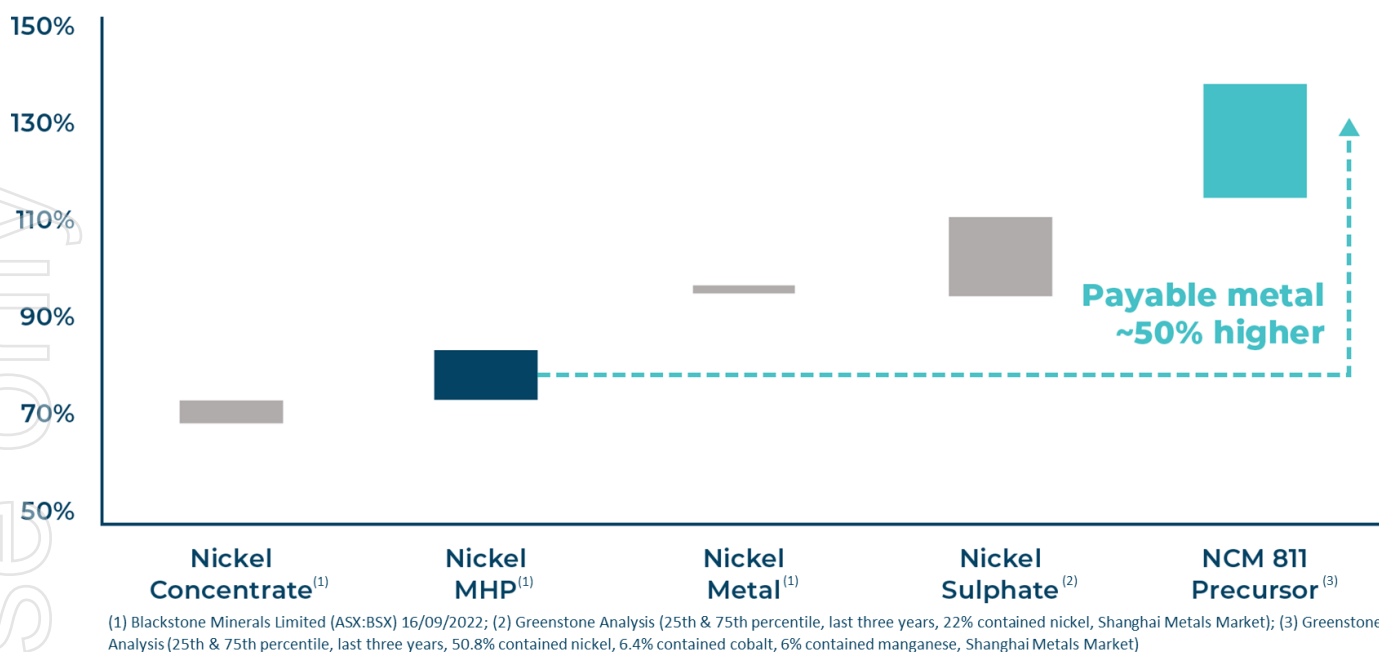 150%
130%
110%
90%
70%
50%
Payable metal
~50% higher
Nickel
Concentrate(1)
Nickel
MHP(1)
Nickel
Metal(1)
Nickel
Sulphate(2)
NCM 811
Precursor(3)
(1) Blackstone Minerals Limited (ASX:BSX) 16/09/2022; (2) Greenstone Analysis (25th & 75th percentile, last three years, 22% contained nickel, Shanghai Metals Market); (3) Greenstone
Analysis (25th & 75th percentile, last three years, 50.8% contained nickel, 6.4% contained cobalt, 6% contained manganese, Shanghai Metals Market)
se only